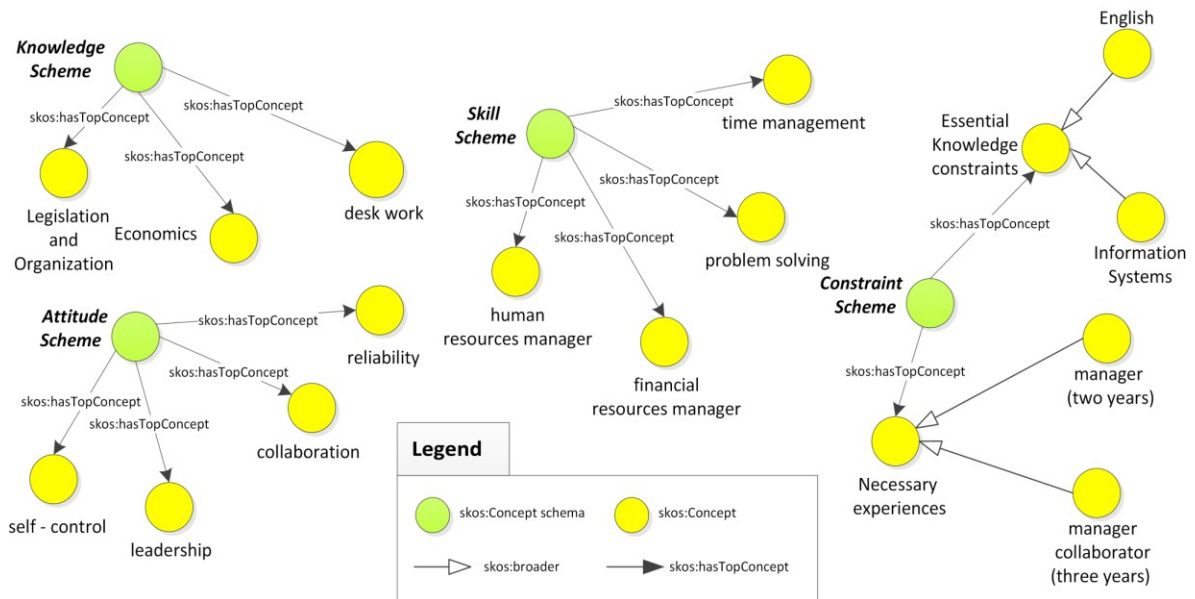 Knowledge
Scheme
skos:hasTopConcept
skos:hasTopConcept
skos:hasTopConcept
Legislation
and
Organization
Economics
desk work
Attitude
Scheme
skos:hasTopConcept
skos:hasTopConcept
skos:hasTopConcept
skos:hasTopConcept
reliability
collaboration
self - control
leadership
Skill
Scheme
skos:hasTopConcept
skos:hasTopConcept
skos:hasTopConcept
skos:hasTopConcept
time management
problem solving
human
resources manager
financial
resources manager
English
Essential
Knowledge
constraints
skos:hasTopConcept
Information
Systems
Constraint
Scheme
skos:hasTopConcept
manager
(two years)
Necessary
experiences
manager
collaborator
(three years)
Legend
skos:Concept schema
skos:Concept
skos:broader
skos:hasTopConcept